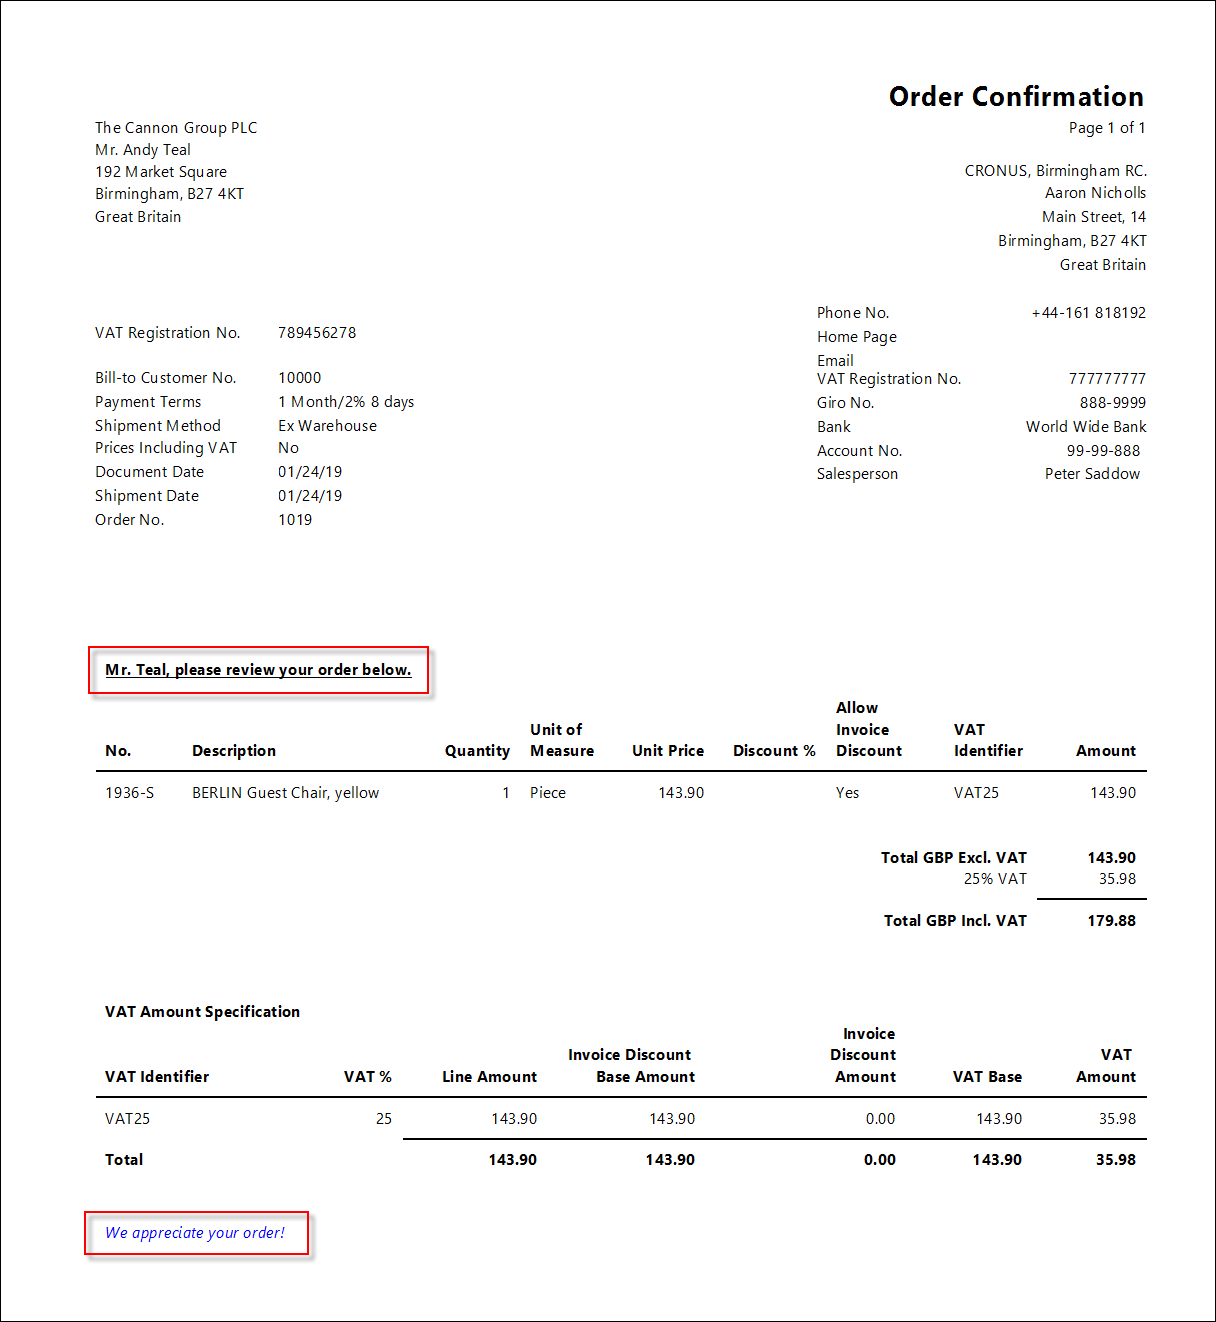 Order Confirmation
Page 1 of 1
The Cannon Group PLC
Mr. Andy Teal
192 Market Square
Birmingham, B27 4KT
Great Britain
CRONUS, Birmingham RC.
Aaron Nicholls
Main Street, 14
Birmingham, B27 4KT
Great Britain
VAT Registration No. 789456278
Bill-to Customer No. 10000
Payment Terms 1 Month/2% 8 days
Shipment Method Ex Warehouse
Prices Including VAT No
Document Date 01/24/19
Shipment Date 01/24/19
Order No. 1019
Phone No. +44-161 818192
Home Page
Email
VAT Registration No. 777777777
Giro No. 888-9999
Bank World Wide Bank
Account No. 99-99-888
Salesperson Peter Saddow
Mr. Teal, please review your order below.
Allow
Unit of Invoice VAT
No. Description Quantity Measure Unit Price Discount % Discount Identifier Amount
1936-S BERLIN Guest Chair, yellow 1 Piece 143.90 Yes VAT25 143.90
Total GBP Excl. VAT 143.90
25% VAT 35.98
Total GBP Incl. VAT 179.88
VAT Amount Specification
Invoice
Invoice Discount Discount VAT
VAT Identifier VAT % Line Amount Base Amount Amount VAT Base Amount
VAT25 25 143.90 143.90 0.00 143.90 35.98
Total 143.90 143.90 0.00 143.90 35.98
We appreciate your order!